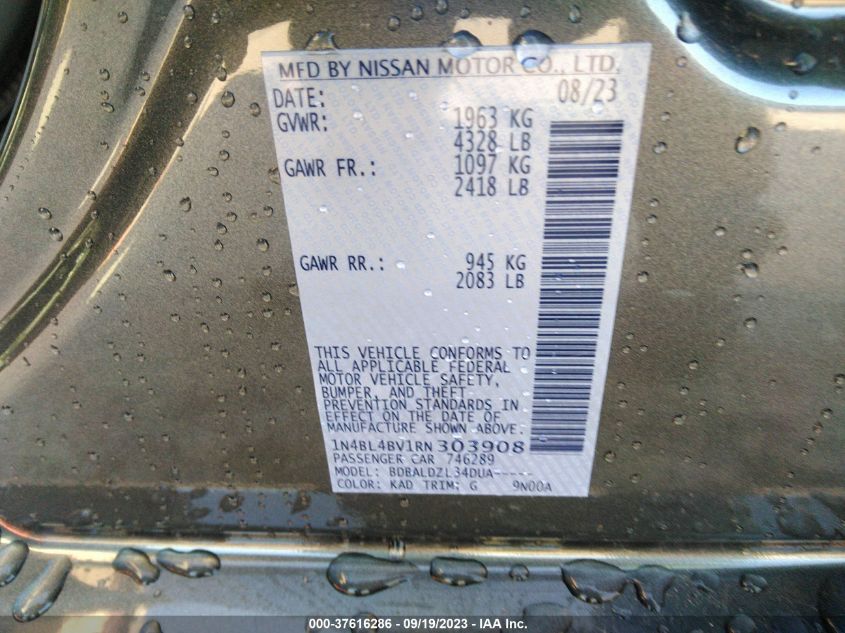 MFD BY NISSAN MOTOR CO., LTD.
DATE: 08/23
GVWR: 1963 KG
4328 LB
GAWR FR.: 1097 KG
2418 LB
GAWR RR.: 945 KG
2083 LB
THIS VEHICLE CONFORMS TO
ALL APPLICABLE FEDERAL
MOTOR VEHICLE SAFETY,
BUMPER, AND THEFT
PREVENTION STANDARDS IN
EFFECT ON THE DATE OF
MANUFACTURE SHOWN ABOVE.
1N4BL4BV1RN303908
PASSENGER CAR 746289
MODEL: BDBALDZL34DUA-----
COLOR: KAD TRIM: G 9N00A
000-37616286 - 09/19/2023 - IAA Inc.